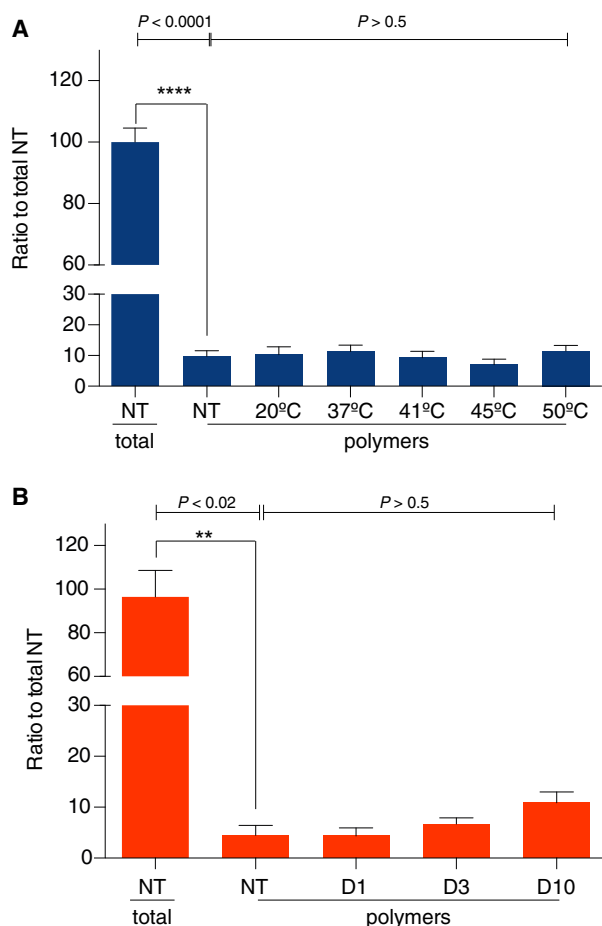 A
P < 0.0001 P > 0.5
****
Ratio to total NT
120
100
80
60
30
20
10
0
NT NT 20ºC 37ºC 41ºC 45ºC 50ºC
total polymers
B
P < 0.02 P > 0.5
**
Ratio to total NT
120
100
80
60
30
20
10
0
NT NT D1 D3 D10
total polymers